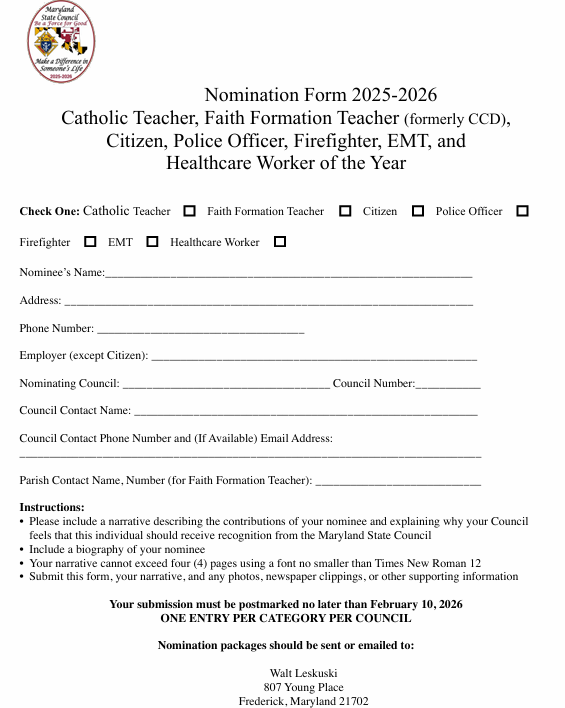 Maryland
State Council
Be a Force for Good
Make a Difference in
Someone's Life
2025-2026
Nomination Form 2025-2026
Catholic Teacher, Faith Formation Teacher (formerly CCD),
Citizen, Police Officer, Firefighter, EMT, and
Healthcare Worker of the Year
Check One: Catholic Teacher ☐ Faith Formation Teacher ☐ Citizen ☐ Police Officer ☐
Firefighter ☐ EMT ☐ Healthcare Worker ☐
Nominee's Name:______________________________
Address: ______________________________
Phone Number: ______________________________
Employer (except Citizen): ______________________________
Nominating Council: ______________________________ Council Number:___________
Council Contact Name: ______________________________
Council Contact Phone Number and (If Available) Email Address:
______________________________
Parish Contact Name, Number (for Faith Formation Teacher): ______________________________
Instructions:
• Please include a narrative describing the contributions of your nominee and explaining why your Council
feels that this individual should receive recognition from the Maryland State Council
• Include a biography of your nominee
• Your narrative cannot exceed four (4) pages using a font no smaller than Times New Roman 12
• Submit this form, your narrative, and any photos, newspaper clippings, or other supporting information
Your submission must be postmarked no later than February 10, 2026
ONE ENTRY PER CATEGORY PER COUNCIL
Nomination packages should be sent or emailed to:
Walt Leskuski
807 Young Place
Frederick, Maryland 21702